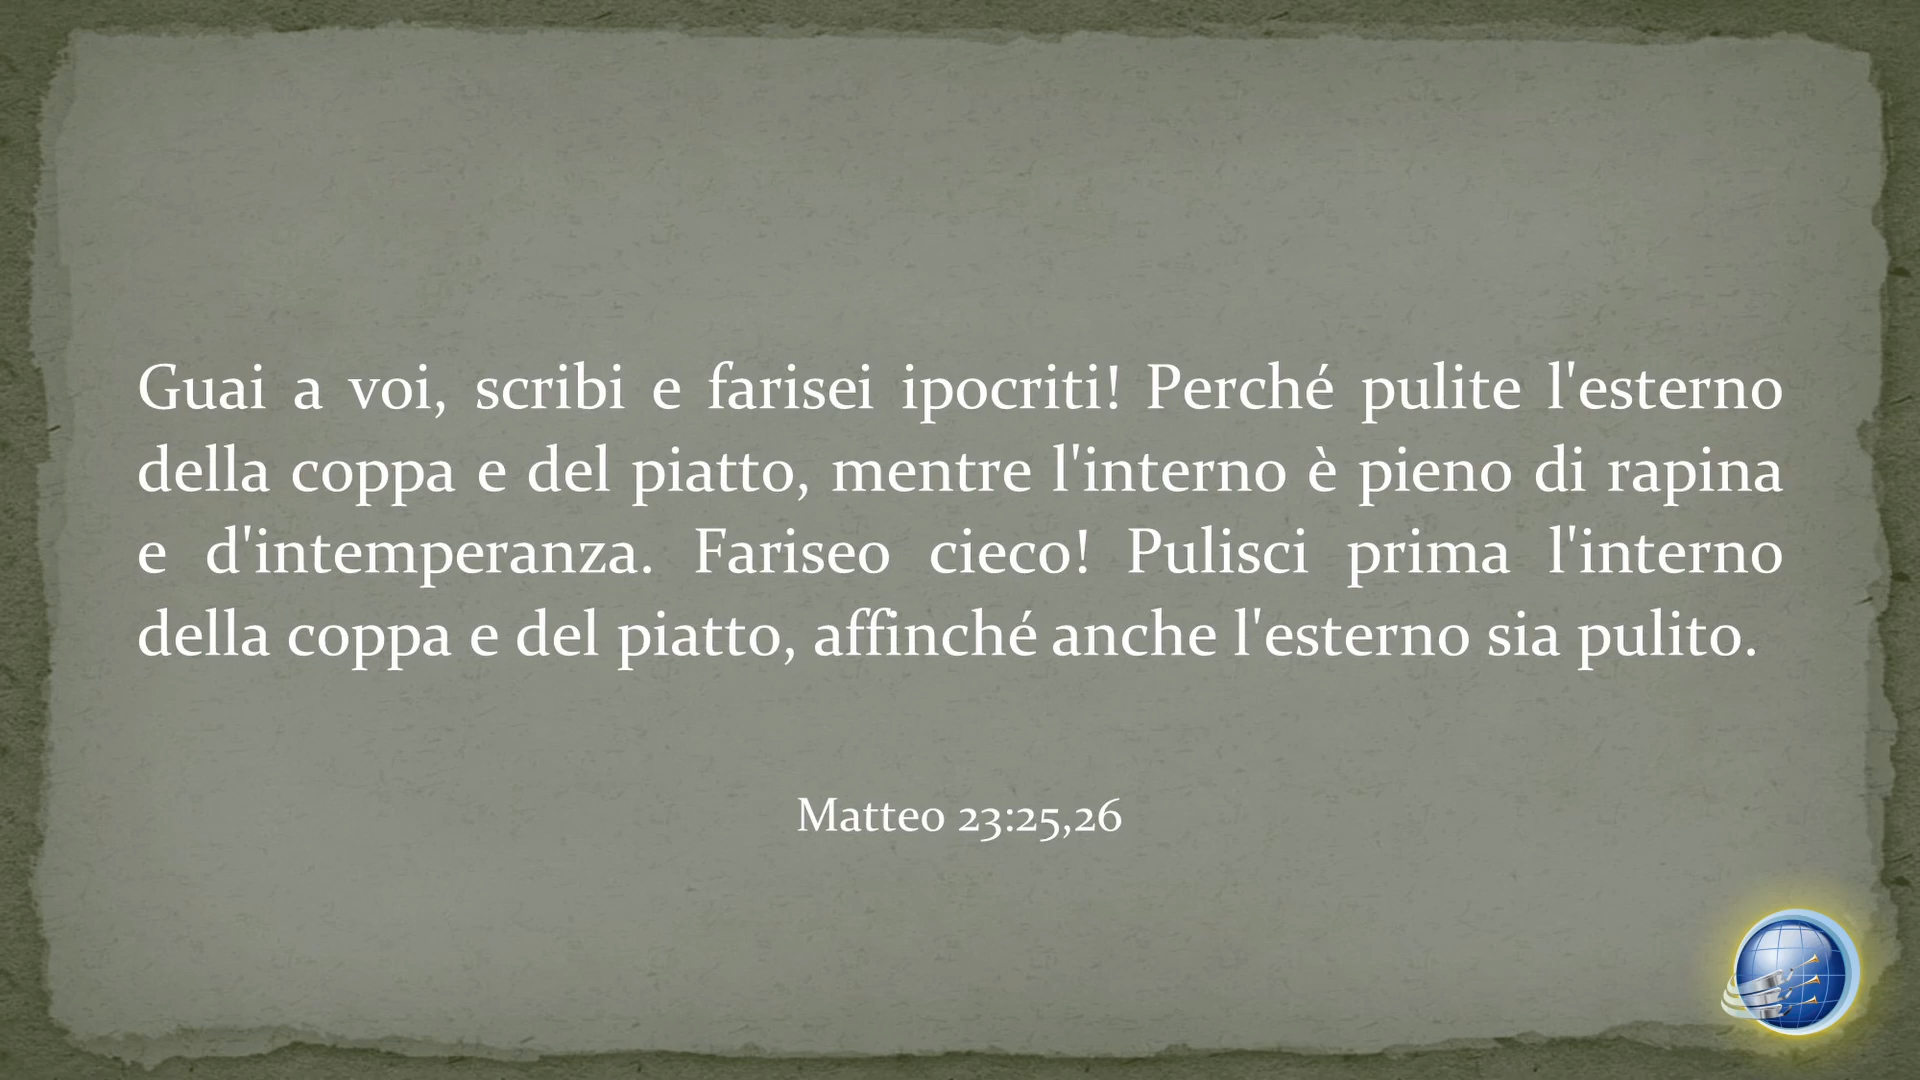 Guai a voi, scribi e farisei ipocriti! Perché pulite l'esterno
della coppa e del piatto, mentre l'interno è pieno di rapina
e d'intemperanza. Fariseo cieco! Pulisci prima l'interno
della coppa e del piatto, affinché anche l'esterno sia pulito.
Matteo 23:25,26